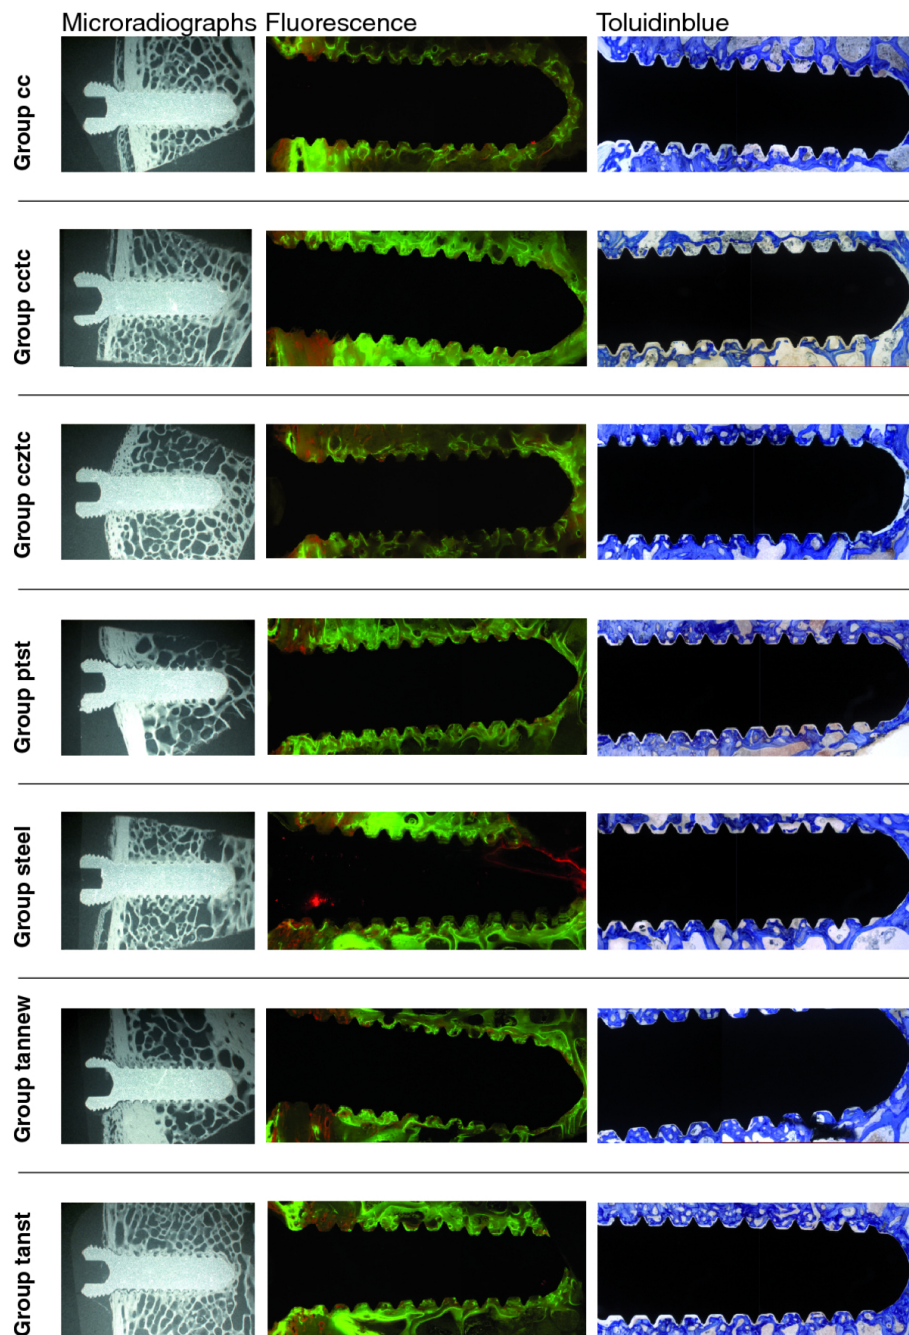 Microradiographs Fluorescence Toluidinblue
Group cc
Group cctc
Group ccztc
Group ptst
Group steel
Group tannew
Group tanst